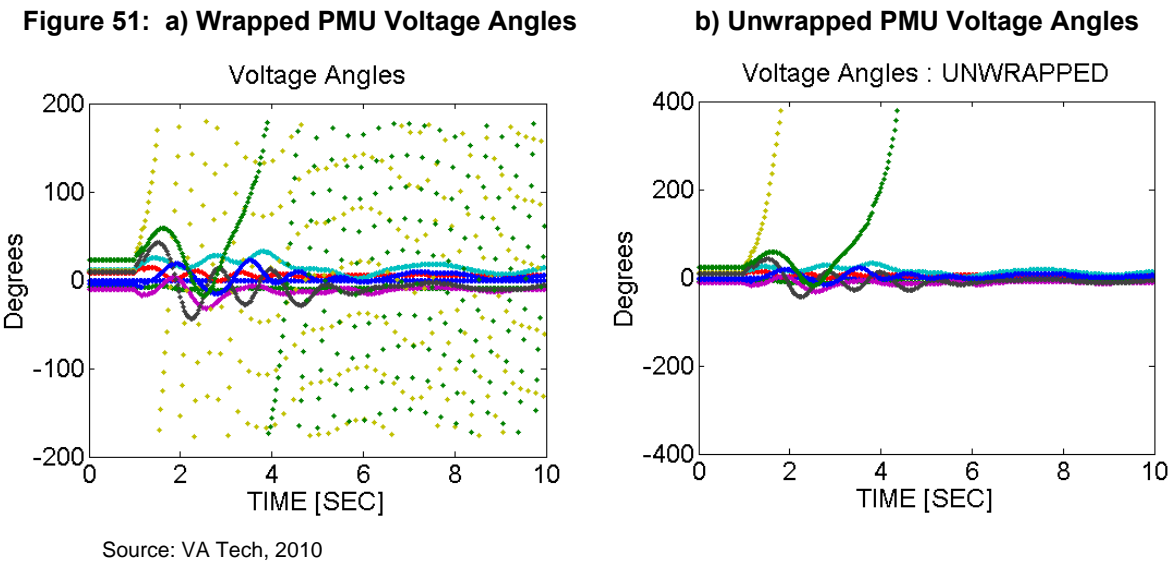 Figure 51: a) Wrapped PMU Voltage Angles
b) Unwrapped PMU Voltage Angles
Voltage Angles
200
100
0
-100
-200
Degrees
0 2 4 6 8 10
TIME [SEC]
Voltage Angles : UNWRAPPED
400
200
0
-200
-400
Degrees
0 2 4 6 8 10
TIME [SEC]
Source: VA Tech, 2010